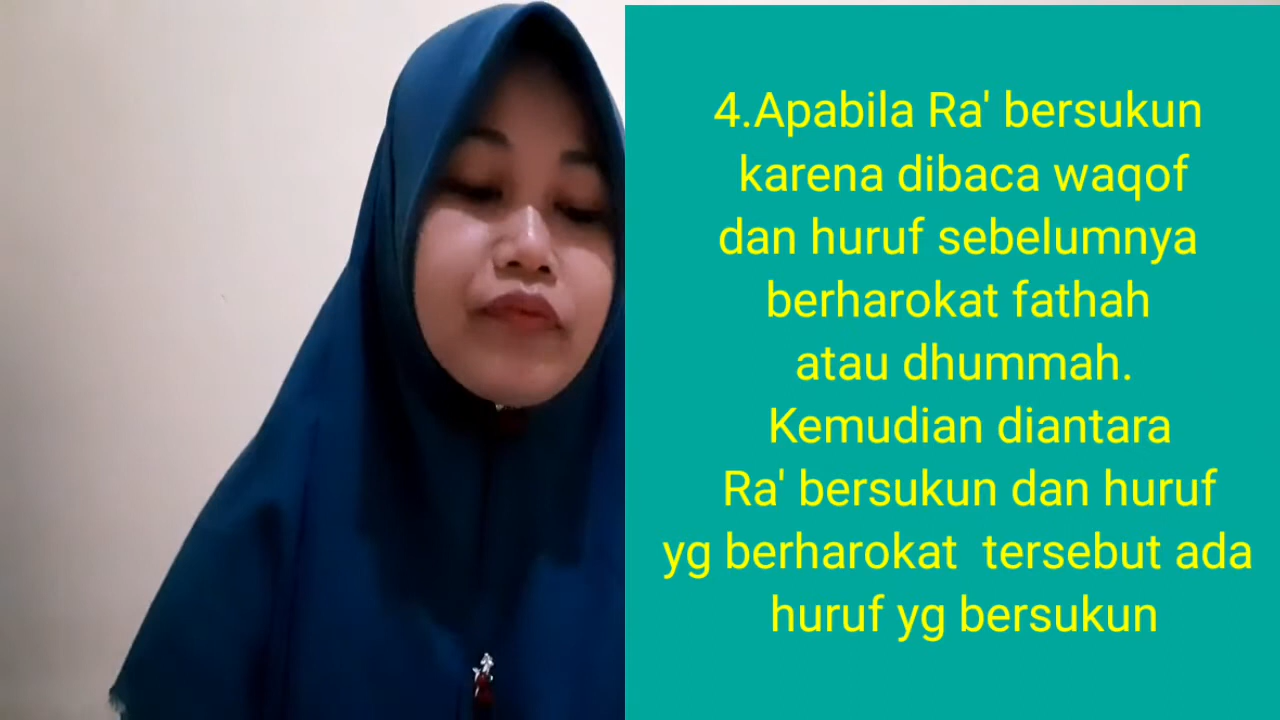 4.Apabila Ra' bersukun
karena dibaca waqof
dan huruf sebelumnya
berharokat fathah
atau dhummah.
Kemudian diantara
Ra' bersukun dan huruf
yg berharokat  tersebut ada
huruf yg bersukun